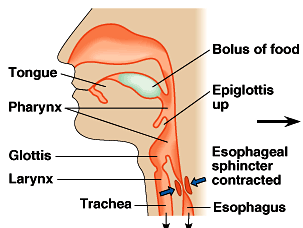 Bolus of food
Tongue
Epiglottis
up
Pharynx
Glottis
Esophageal
sphincter
contracted
Larynx
Trachea
Esophagus